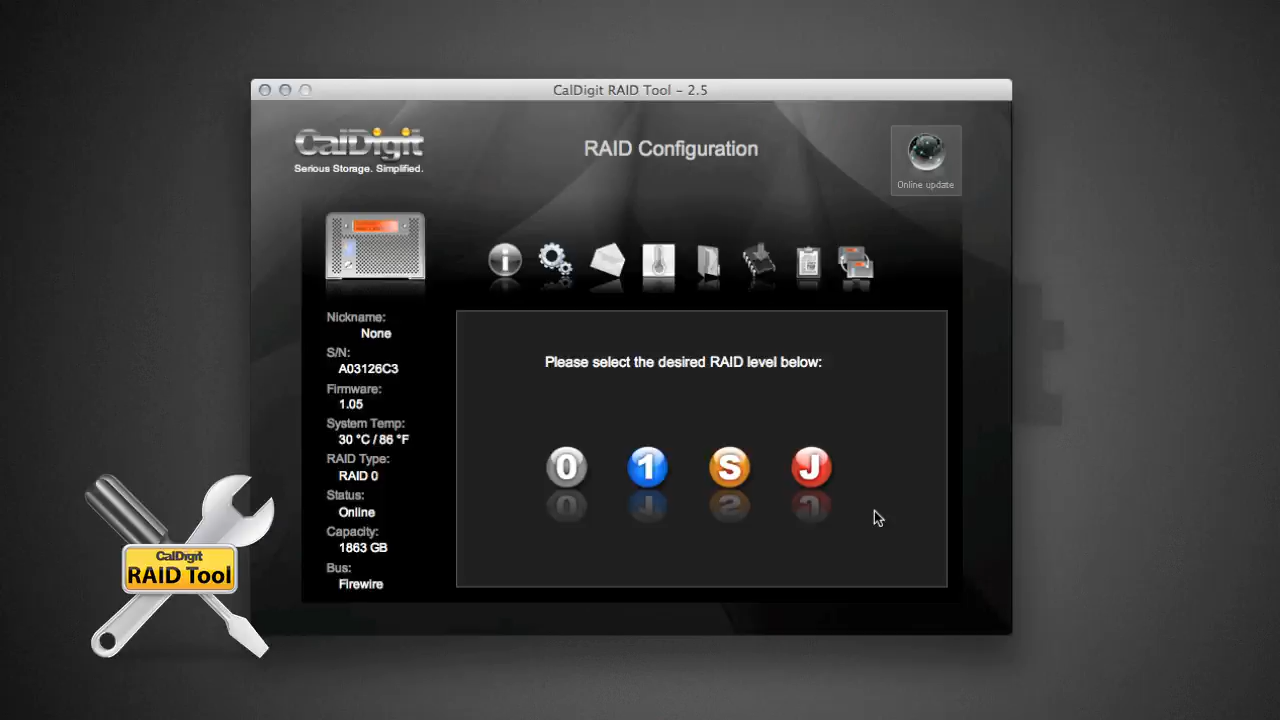 CalDigit RAID Tool – 2.5
CalDigit
Serious Storage. Simplified.
RAID Configuration
Online update
Nickname:
None
S/N:
A03126C3
Firmware:
1.05
System Temp:
30 °C / 86 °F
RAID Type:
RAID 0
Status:
Online
Capacity:
1863 GB
Bus:
Firewire
Please select the desired RAID level below:
0 1 S J
CalDigit
RAID Tool